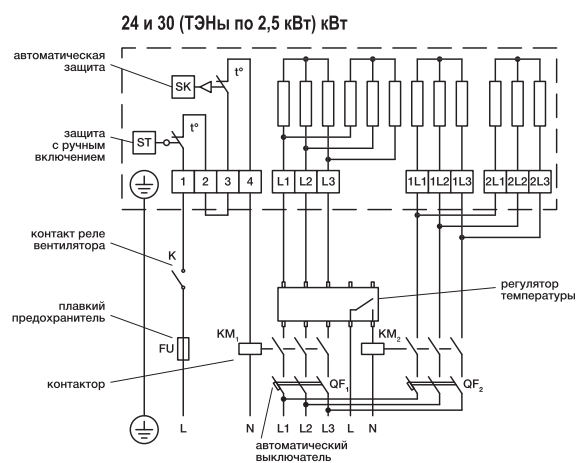 24 и 30 (ТЭНы по 2,5 кВт) кВт
автоматическая
защита
SK
t°
защита
с ручным
включением
ST
t°
1 2 3 4 L1 L2 L3 1L1 1L2 1L3 2L1 2L2 2L3
контакт реле
вентилятора
K
регулятор
температуры
плавкий
предохранитель
FU
KM1
KM2
контактор
QF1
QF2
L N L1 L2 L3 L N
автоматический
выключатель